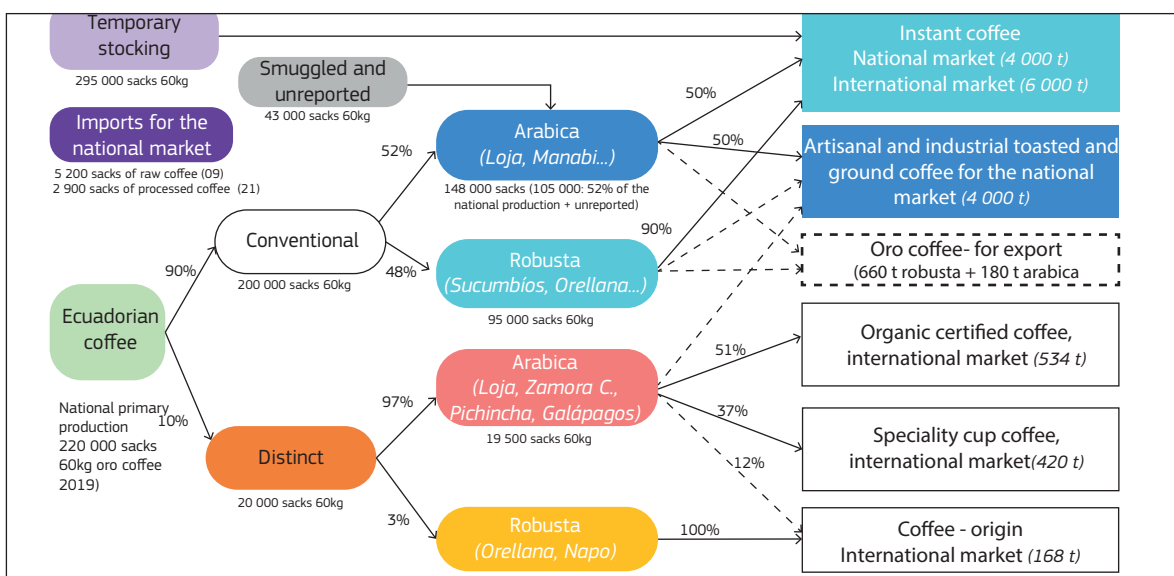 Temporary
stocking
295 000 sacks 60kg
Smuggled and
unreported
43 000 sacks 60kg
Imports for the
national market
5 200 sacks of raw coffee (09)
2 900 sacks of processed coffee (21)
Ecuadorian
coffee
National primary
production
220 000 sacks
60kg oro coffee
2019)
90%
10%
Conventional
200 000 sacks 60kg
Distinct
20 000 sacks 60kg
52%
48%
97%
3%
Arabica
(Loja, Manabi...)
148 000 sacks (105 000: 52% of the
national production + unreported)
Robusta
(Sucumbíos, Orellana...)
95 000 sacks 60kg
Arabica
(Loja, Zamora C.,
Pichincha, Galápagos)
19 500 sacks 60kg
Robusta
(Orellana, Napo)
50%
50%
90%
51%
37%
12%
100%
Instant coffee
National market (4 000 t)
International market (6 000 t)
Artisanal and industrial toasted and
ground coffee for the national
market (4 000 t)
Oro coffee- for export
(660 t robusta + 180 t arabica
Organic certified coffee,
international market (534 t)
Speciality cup coffee,
international market(420 t)
Coffee - origin
International market (168 t)